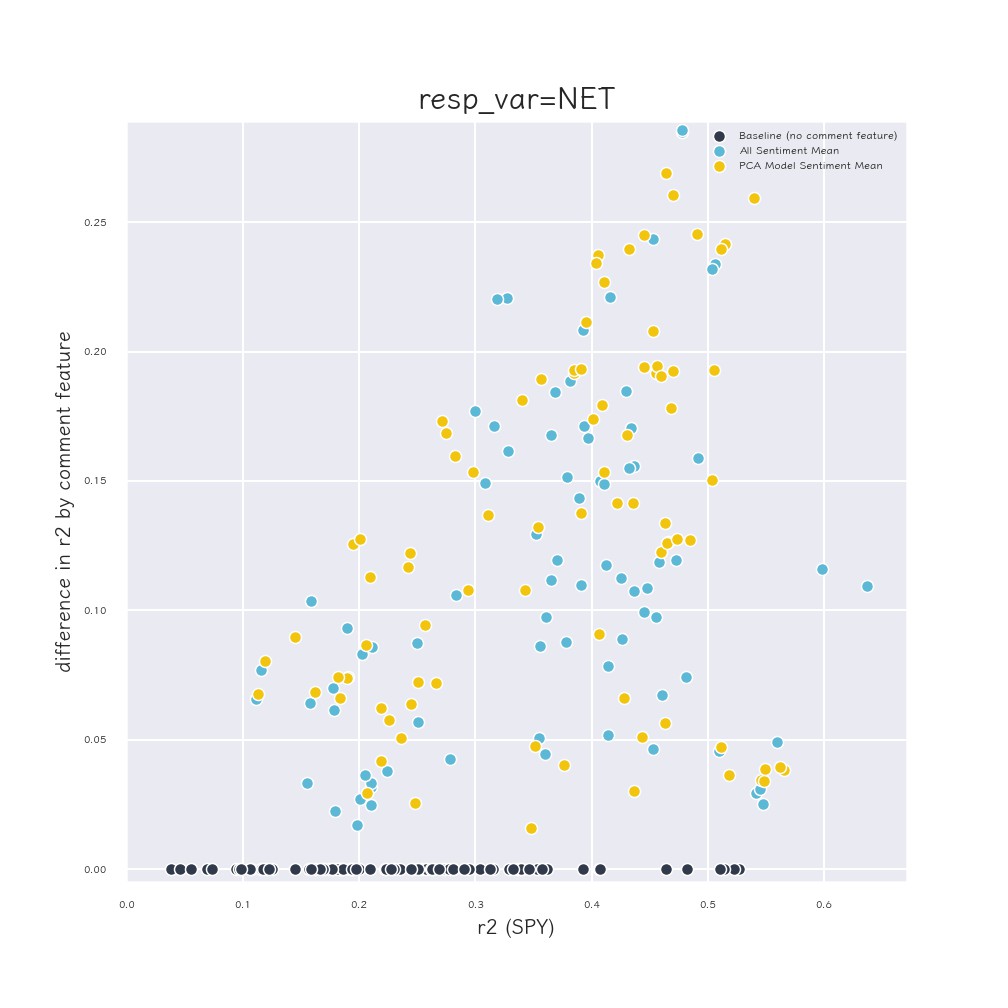 resp_var=NET
Baseline (no comment feature)
All Sentiment Mean
PCA Model Sentiment Mean
difference in r2 by comment feature
0.25
0.20
0.15
0.10
0.05
0.00
0.0 0.1 0.2 0.3 0.4 0.5 0.6
r2 (SPY)